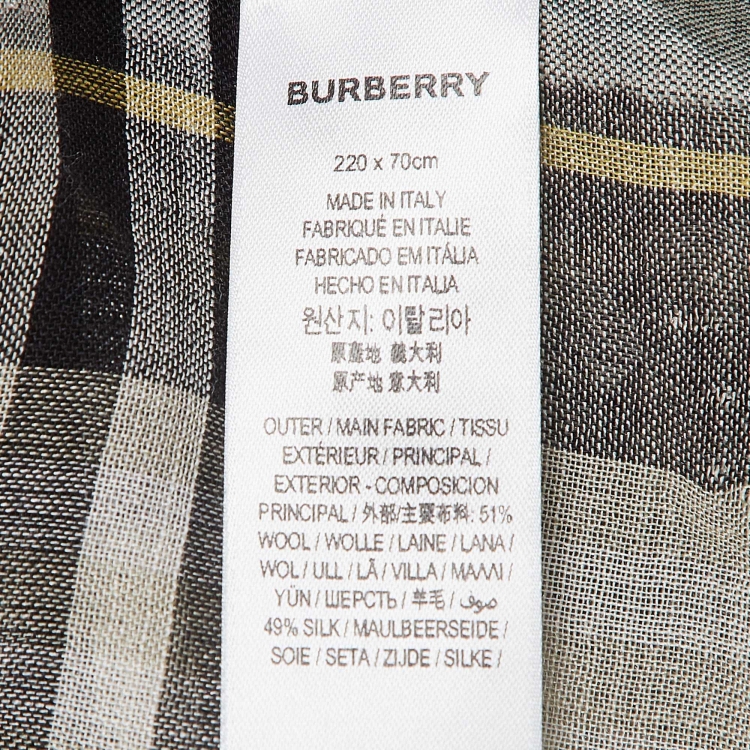 BURBERRY
220 x 70cm
MADE IN ITALY
FABRIQUÉ EN ITALIE
FABRICADO EM ITÁLIA
HECHO EN ITALIA
원산지: 이탈리아
原產地 義大利
原产地 意大利
OUTER / MAIN FABRIC / TISSU
EXTÉRIEUR / PRINCIPAL /
EXTERIOR - COMPOSICION
PRINCIPAL / 外部/主要布料: 51%
WOOL / WOLLE / LAINE / LANA /
WOL / ULL / LÃ / VILLA / ΜΑΛΛΙ /
YÜN / ШЕРСТЬ / 羊毛 / صوف /
49% SILK / MAULBEERSEIDE /
SOIE / SETA / ZIJDE / SILKE /